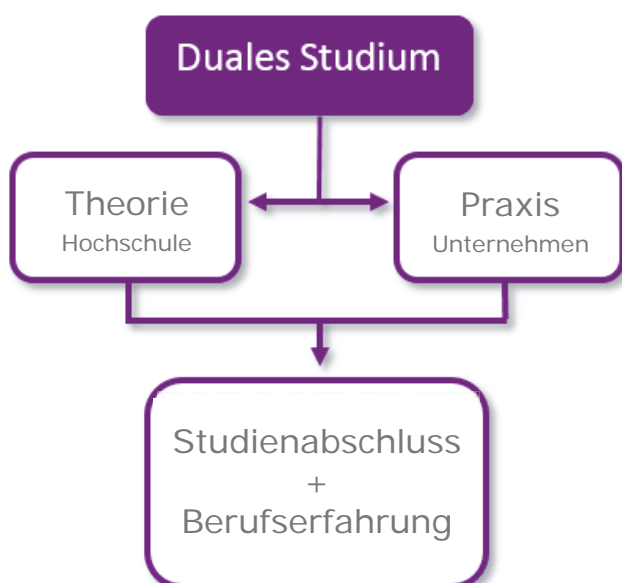 Duales Studium
Theorie
Hochschule
Praxis
Unternehmen
Studienabschluss
+
Berufserfahrung